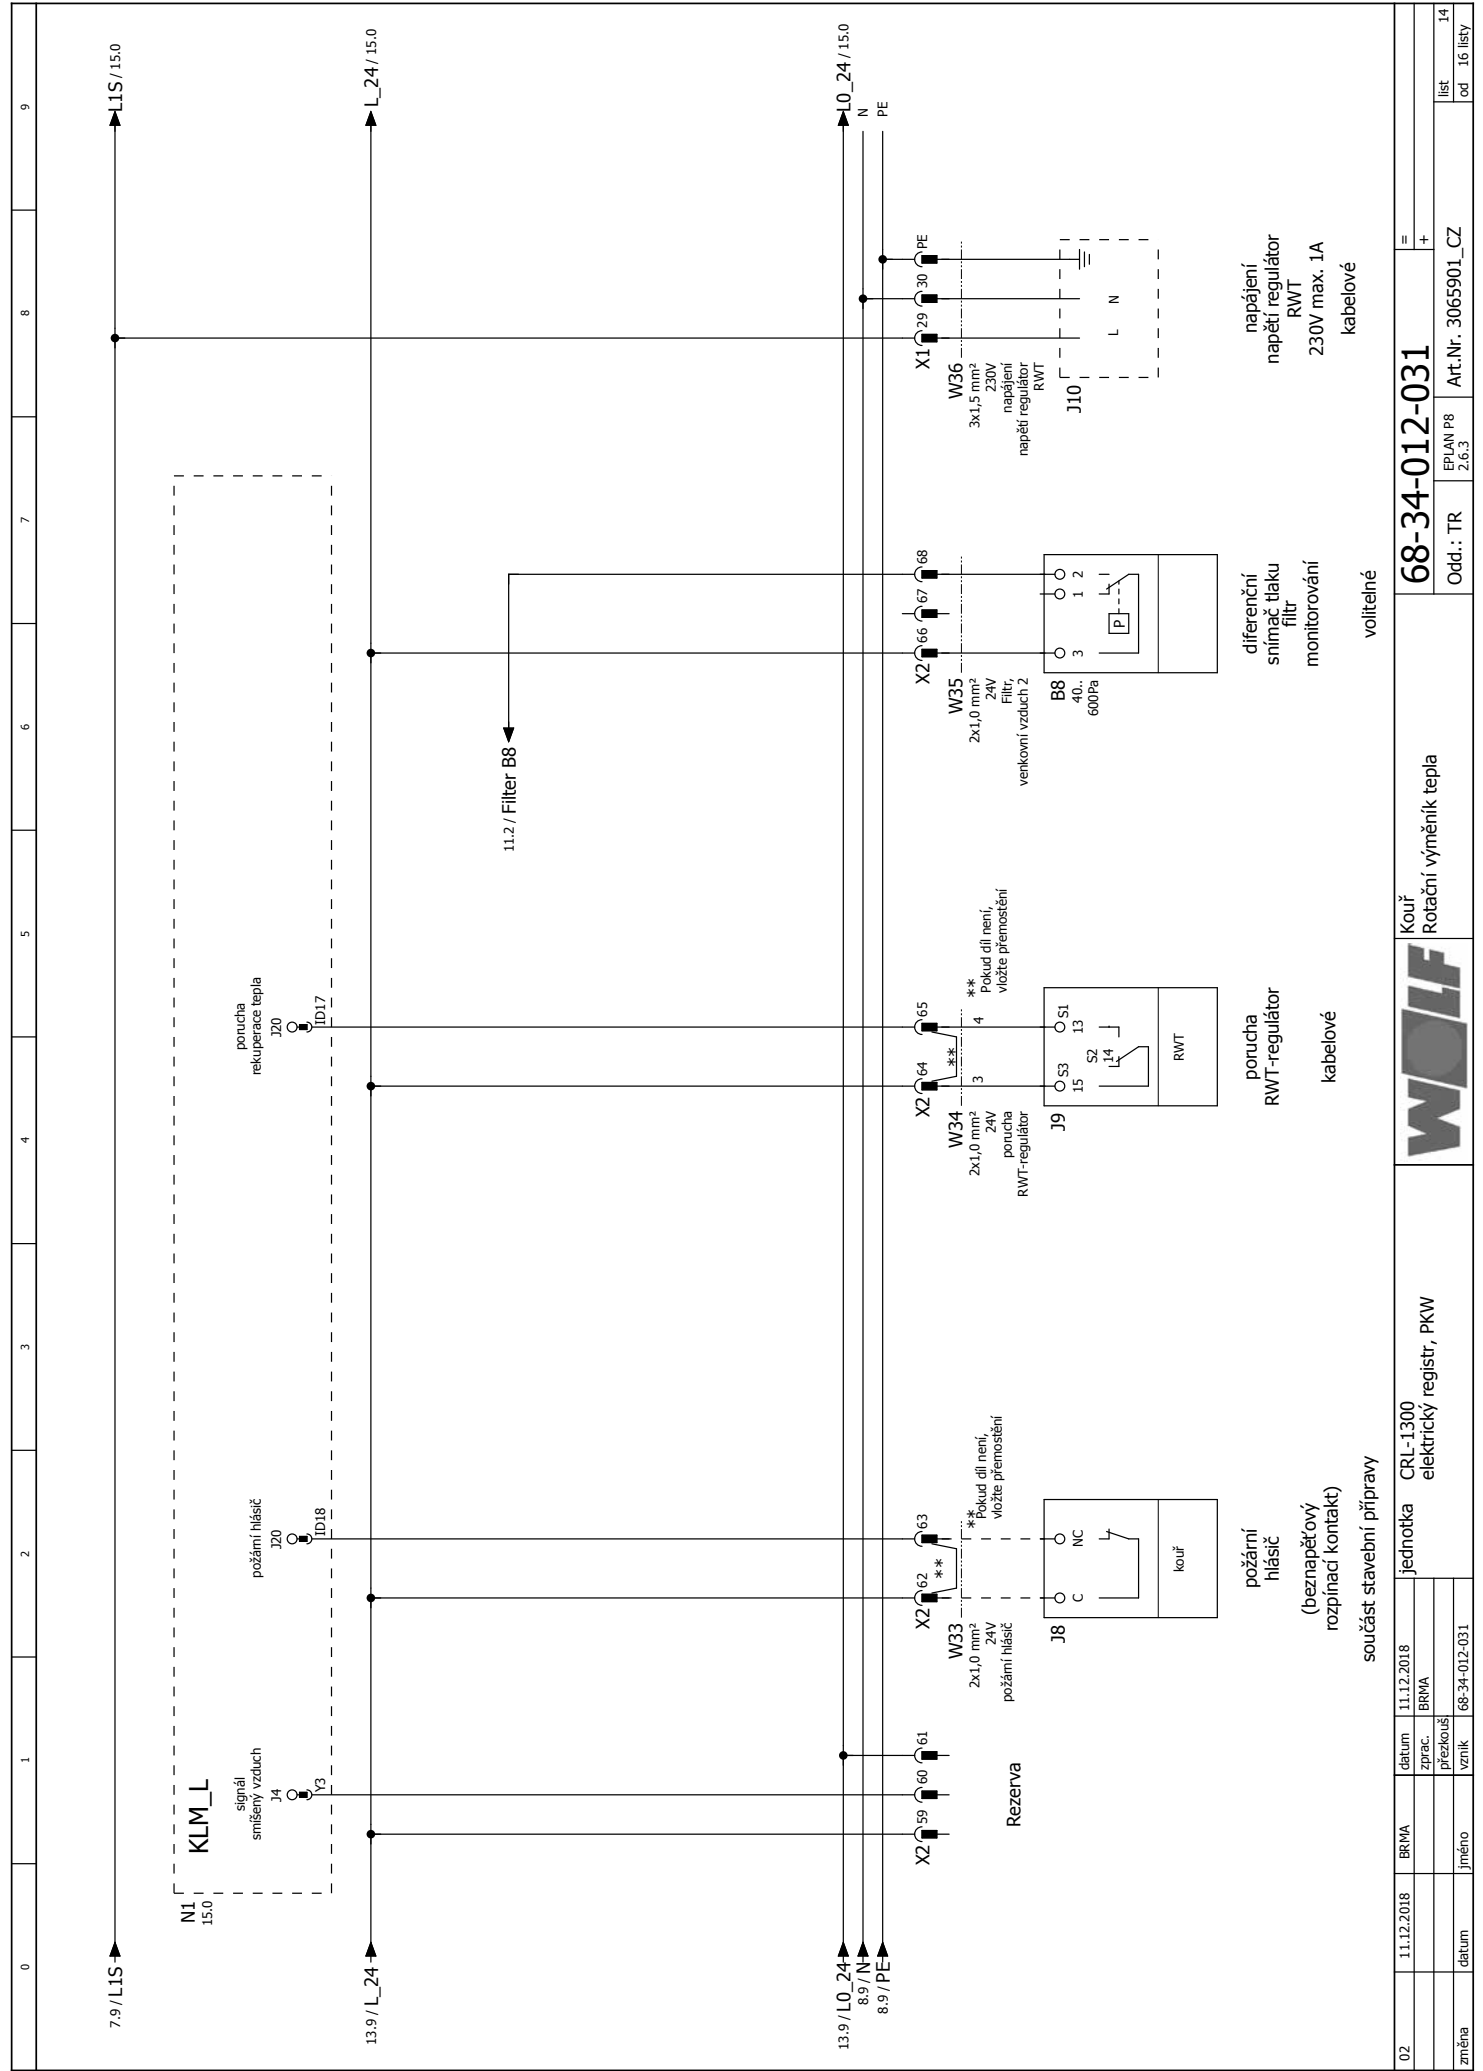 0
1
2
3
4
5
6
7
8
9
7.9 / L1S
L1S / 15.0
N1
15.0
KLM_L
signál
smíšený vzduch
J4
Y3
požární hlásič
J20
ID18
porucha
rekuperace tepla
J20
ID17
13.9 / L_24
L_24 / 15.0
11.2 / Filter B8
13.9 / L0_24
L0_24 / 15.0
8.9 / N
N
8.9 / PE
PE
X2
59
60
61
Rezerva
X2
62
63
**
W33
2x1,0 mm²
24V
požární hlásič
**
Pokud díl není,
vložte přemostění
J8
C
NC
kouř
požární
hlásič
(beznapěťový
rozpínací kontakt)
součást stavební přípravy
X2
64
65
**
W34
2x1,0 mm²
24V
porucha
RWT-regulátor
3
4
**
Pokud díl není,
vložte přemostění
J9
S3
15
S2
14
S1
13
RWT
porucha
RWT-regulátor
kabelové
X2
66
67
68
W35
2x1,0 mm²
24V
Filtr,
venkovní vzduch 2
B8
40..
600Pa
3
1
2
P
diferenční
snímač tlaku
filtr
monitorování
volitelné
X1
29
30
PE
W36
3x1,5 mm²
230V
napájení
napětí regulátor
RWT
J10
L
N
napájení
napětí regulátor
RWT
230V max. 1A
kabelové
02
11.12.2018
BRMA
změna
datum
jméno
datum
11.12.2018
zprac.
BRMA
přezkouš.
vznik
68-34-012-031
jednotka
CRL-1300
elektrický registr, PKW
WOLF
Kouř
Rotační výměník tepla
68-34-012-031
=
+
Odd.: TR
EPLAN P8
2.6.3
Art.Nr. 3065901_CZ
list
14
od
16 listy